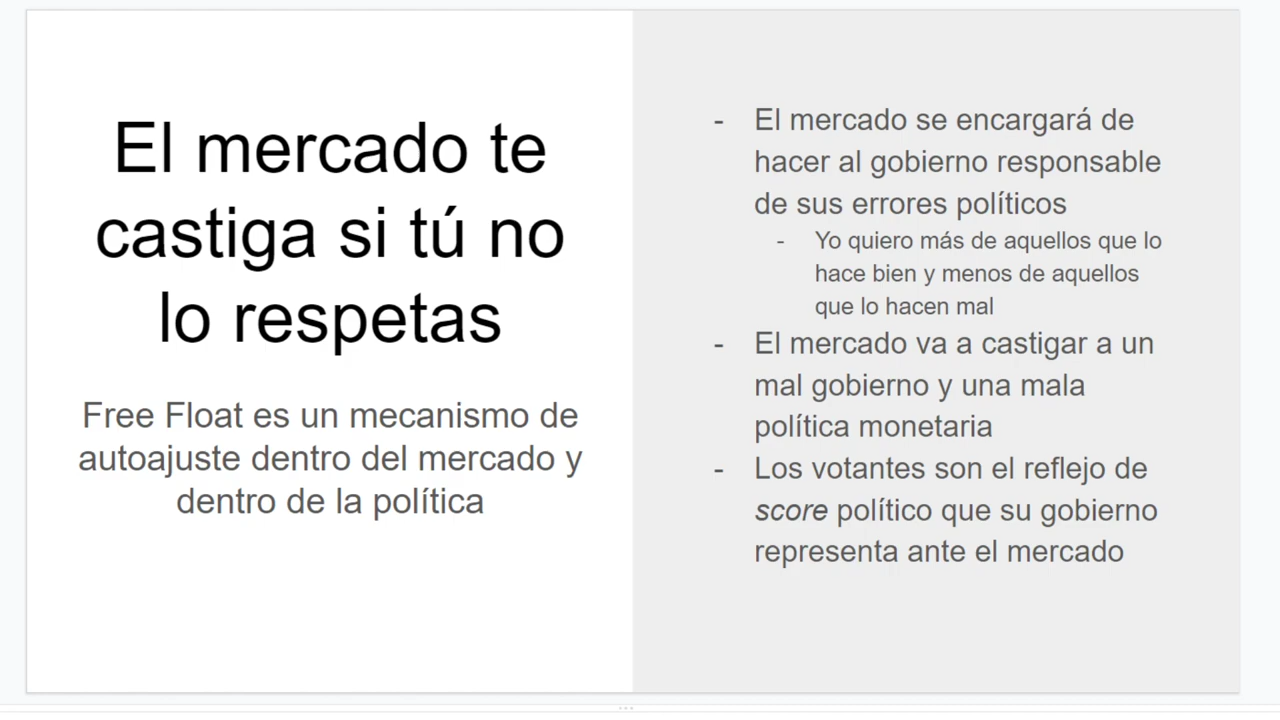 El mercado te
castiga si tú no
lo respetas
Free Float es un mecanismo de
autoajuste dentro del mercado y
dentro de la política
- El mercado se encargará de
hacer al gobierno responsable
de sus errores políticos
- Yo quiero más de aquellos que lo
hace bien y menos de aquellos
que lo hacen mal
- El mercado va a castigar a un
mal gobierno y una mala
política monetaria
- Los votantes son el reflejo de
score político que su gobierno
representa ante el mercado